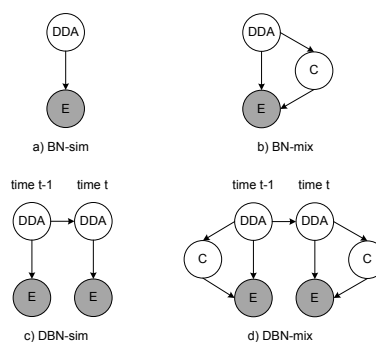 DDA
E
a) BN-sim
DDA
C
E
b) BN-mix
time t-1 time t
DDA DDA
E E
c) DBN-sim
time t-1 time t
DDA DDA
C C
E E
d) DBN-mix